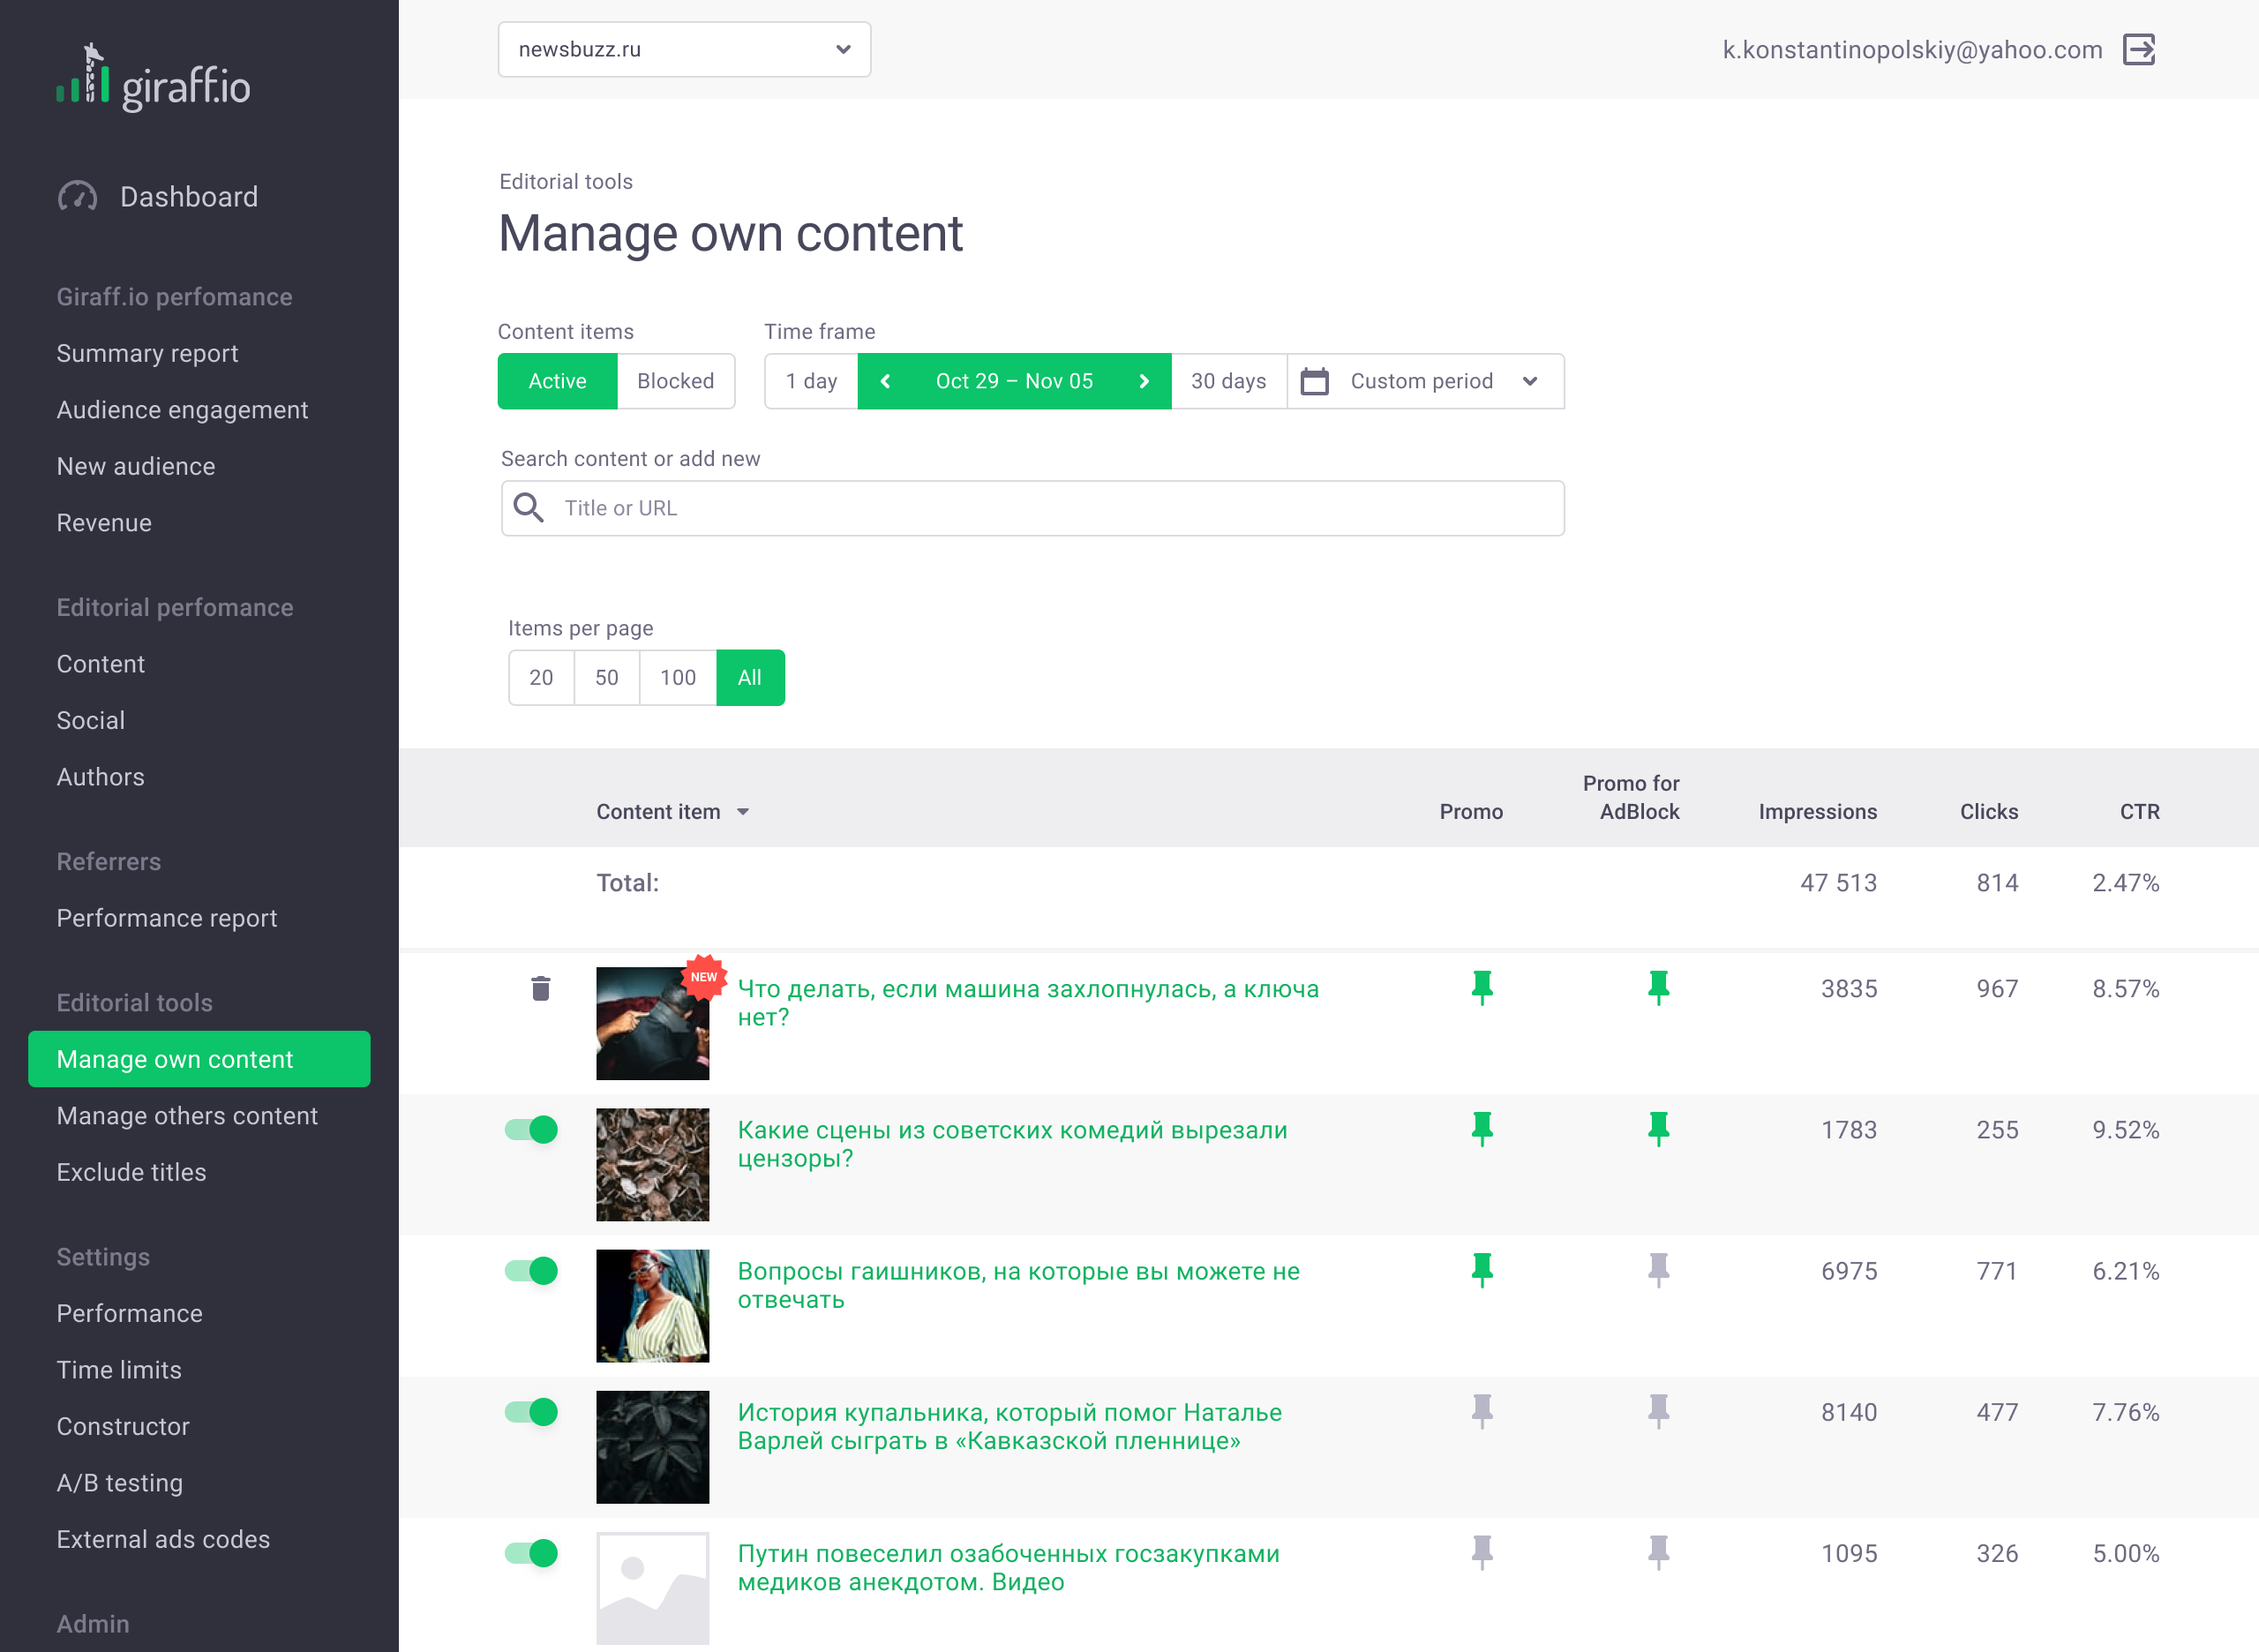 giraff.io
Dashboard
Giraff.io perfomance
Summary report
Audience engagement
New audience
Revenue
Editorial perfomance
Content
Social
Authors
Referrers
Performance report
Editorial tools
Manage own content
Manage others content
Exclude titles
Settings
Performance
Time limits
Constructor
A/B testing
External ads codes
Admin
newsbuzz.ru
k.konstantinopolskiy@yahoo.com
Editorial tools
Manage own content
Content items
Active Blocked
Time frame
1 day Oct 29 – Nov 05 30 days Custom period
Search content or add new
Title or URL
Items per page
20 50 100 All
Content item Promo Promo for AdBlock Impressions Clicks CTR
Total: 47 513 814 2.47%
NEW
Что делать, если машина захлопнулась, а ключа
нет?
3835 967 8.57%
Какие сцены из советских комедий вырезали
цензоры?
1783 255 9.52%
Вопросы гаишников, на которые вы можете не
отвечать
6975 771 6.21%
История купальника, который помог Наталье
Варлей сыграть в «Кавказской пленнице»
8140 477 7.76%
Путин повеселил озабоченных госзакупками
медиков анекдотом. Видео
1095 326 5.00%